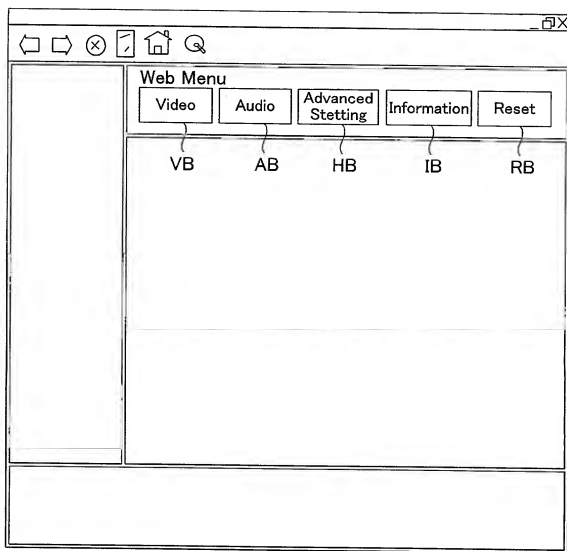 Web Menu
Video Audio Advanced Stetting Information Reset
VB AB HB IB RB